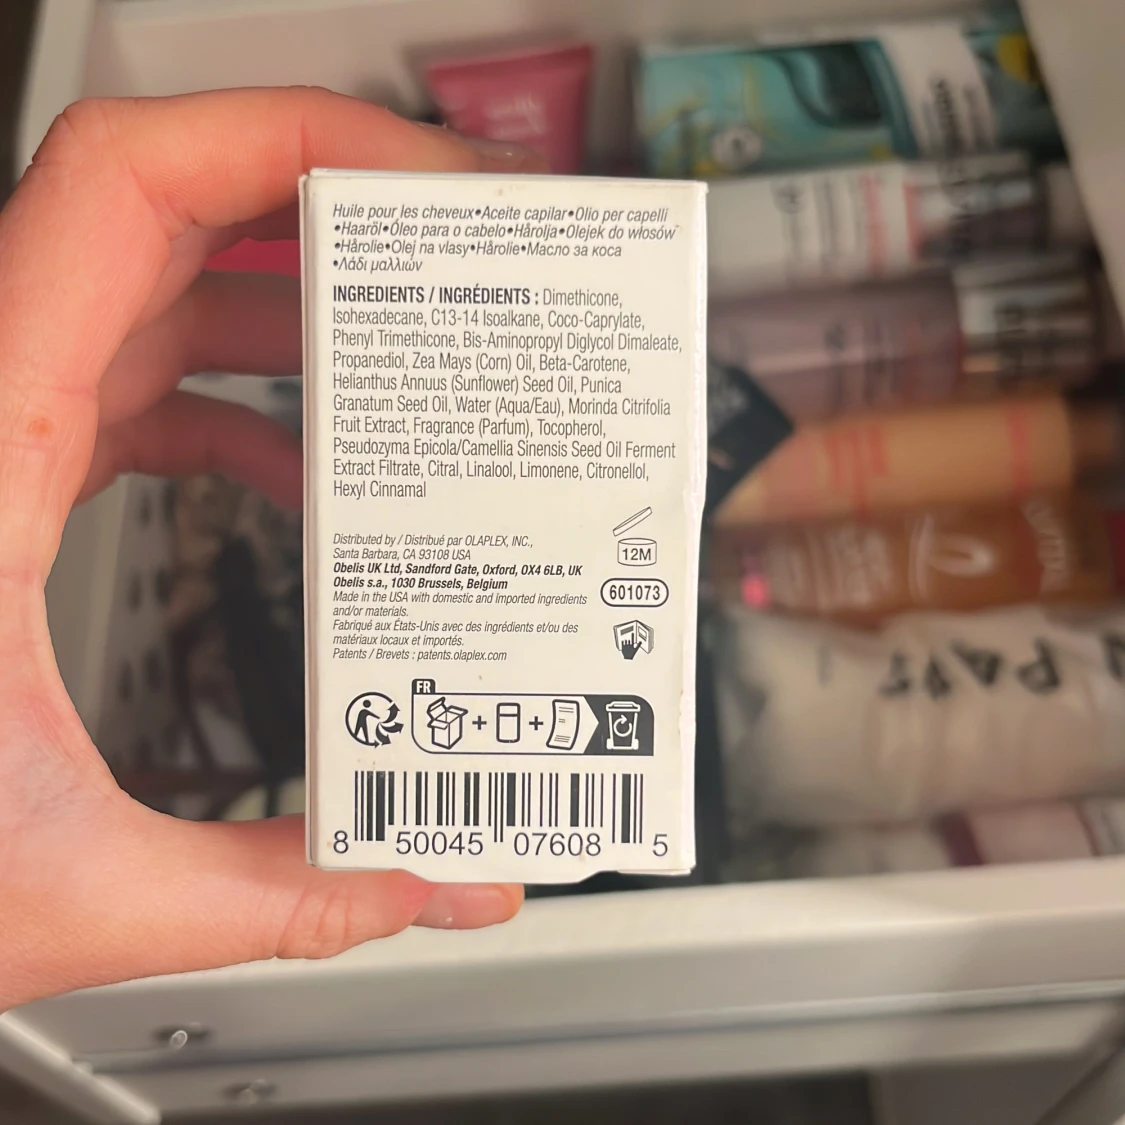 Huile pour les cheveux•Aceite capilar•Olio per capelli
•Haaröl•Óleo para o cabelo•Hårolja•Olejek do włosów
•Hårolie•Olej na vlasy•Hårolie•Масло за коса
•Λάδι μαλλιών
INGREDIENTS / INGRÉDIENTS : Dimethicone,
Isohexadecane, C13-14 Isoalkane, Coco-Caprylate,
Phenyl Trimethicone, Bis-Aminopropyl Diglycol Dimaleate,
Propanediol, Zea Mays (Corn) Oil, Beta-Carotene,
Helianthus Annuus (Sunflower) Seed Oil, Punica
Granatum Seed Oil, Water (Aqua/Eau), Morinda Citrifolia
Fruit Extract, Fragrance (Parfum), Tocopherol,
Pseudozyma Epicola/Camellia Sinensis Seed Oil Ferment
Extract Filtrate, Citral, Linalool, Limonene, Citronellol,
Hexyl Cinnamal
Distributed by / Distribué par OLAPLEX, INC.,
Santa Barbara, CA 93108 USA
Obelis UK Ltd, Sandford Gate, Oxford, OX4 6LB, UK
Obelis s.a., 1030 Brussels, Belgium
Made in the USA with domestic and imported ingredients
and/or materials.
Fabriqué aux États-Unis avec des ingrédients et/ou des
matériaux locaux et importés.
Patents / Brevets : patents.olaplex.com
12M
601073
FR
8 50045 07608 5